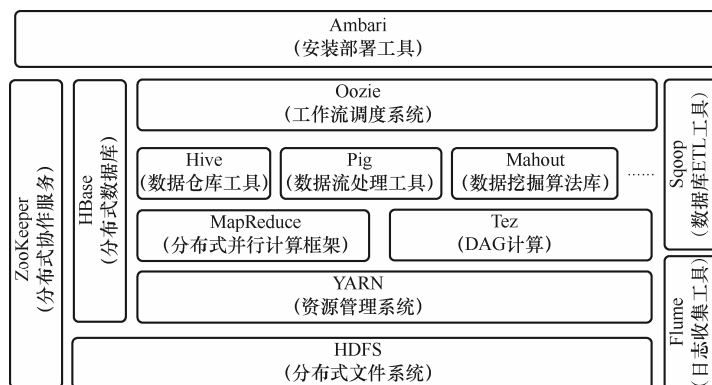 Ambari
(安装部署工具)
ZooKeeper
(分布式协作服务)
HBase
(分布式数据库)
Oozie
(工作流调度系统)
Hive
(数据仓库工具)
Pig
(数据流处理工具)
Mahout
(数据挖掘算法库)
……
MapReduce
(分布式并行计算框架)
Tez
(DAG计算)
YARN
(资源管理系统)
HDFS
(分布式文件系统)
Sqoop
(数据库ETL工具)
Flume
(日志收集工具)